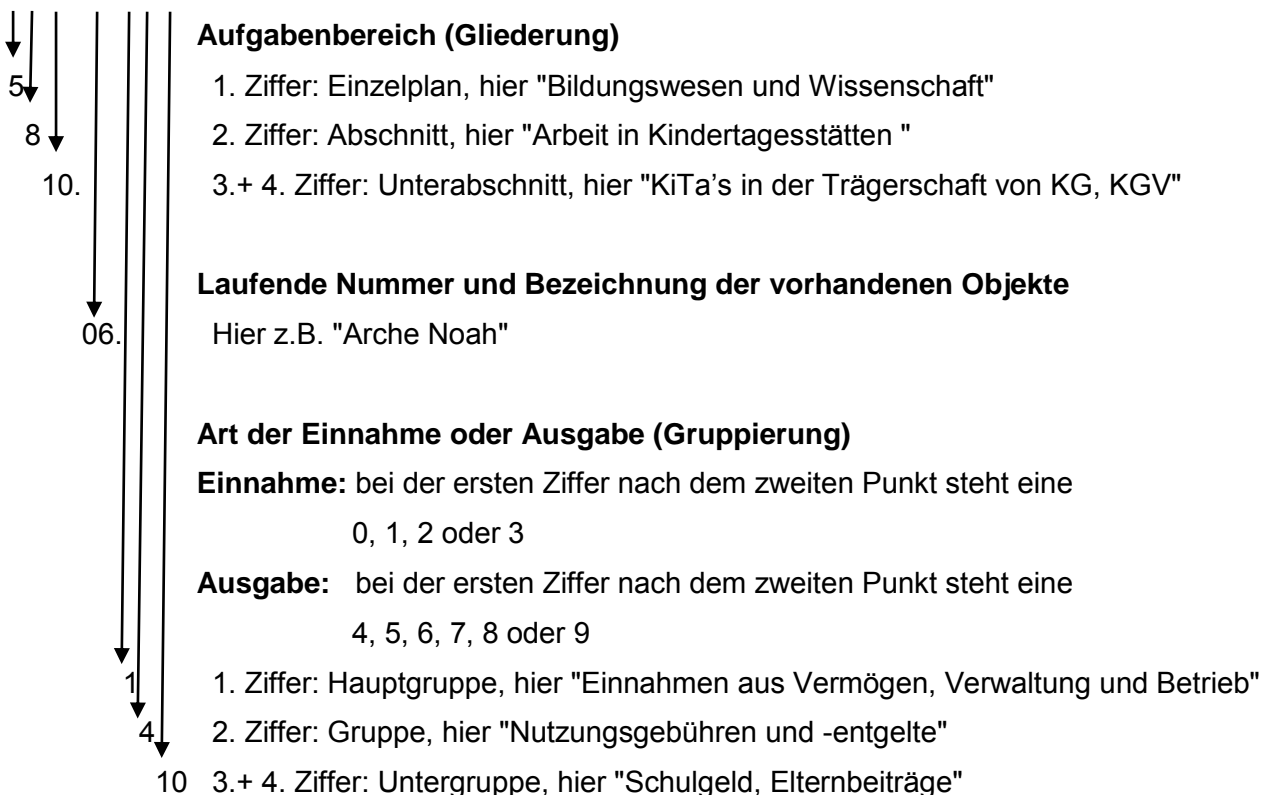 Aufgabenbereich (Gliederung)
5 1. Ziffer: Einzelplan, hier "Bildungswesen und Wissenschaft"
8 2. Ziffer: Abschnitt, hier "Arbeit in Kindertagesstätten "
10. 3.+ 4. Ziffer: Unterabschnitt, hier "KiTa’s in der Trägerschaft von KG, KGV"
Laufende Nummer und Bezeichnung der vorhandenen Objekte
06. Hier z.B. "Arche Noah"
Art der Einnahme oder Ausgabe (Gruppierung)
Einnahme: bei der ersten Ziffer nach dem zweiten Punkt steht eine
0, 1, 2 oder 3
Ausgabe: bei der ersten Ziffer nach dem zweiten Punkt steht eine
4, 5, 6, 7, 8 oder 9
1 1. Ziffer: Hauptgruppe, hier "Einnahmen aus Vermögen, Verwaltung und Betrieb"
4 2. Ziffer: Gruppe, hier "Nutzungsgebühren und -entgelte"
10 3.+ 4. Ziffer: Untergruppe, hier "Schulgeld, Elternbeiträge"